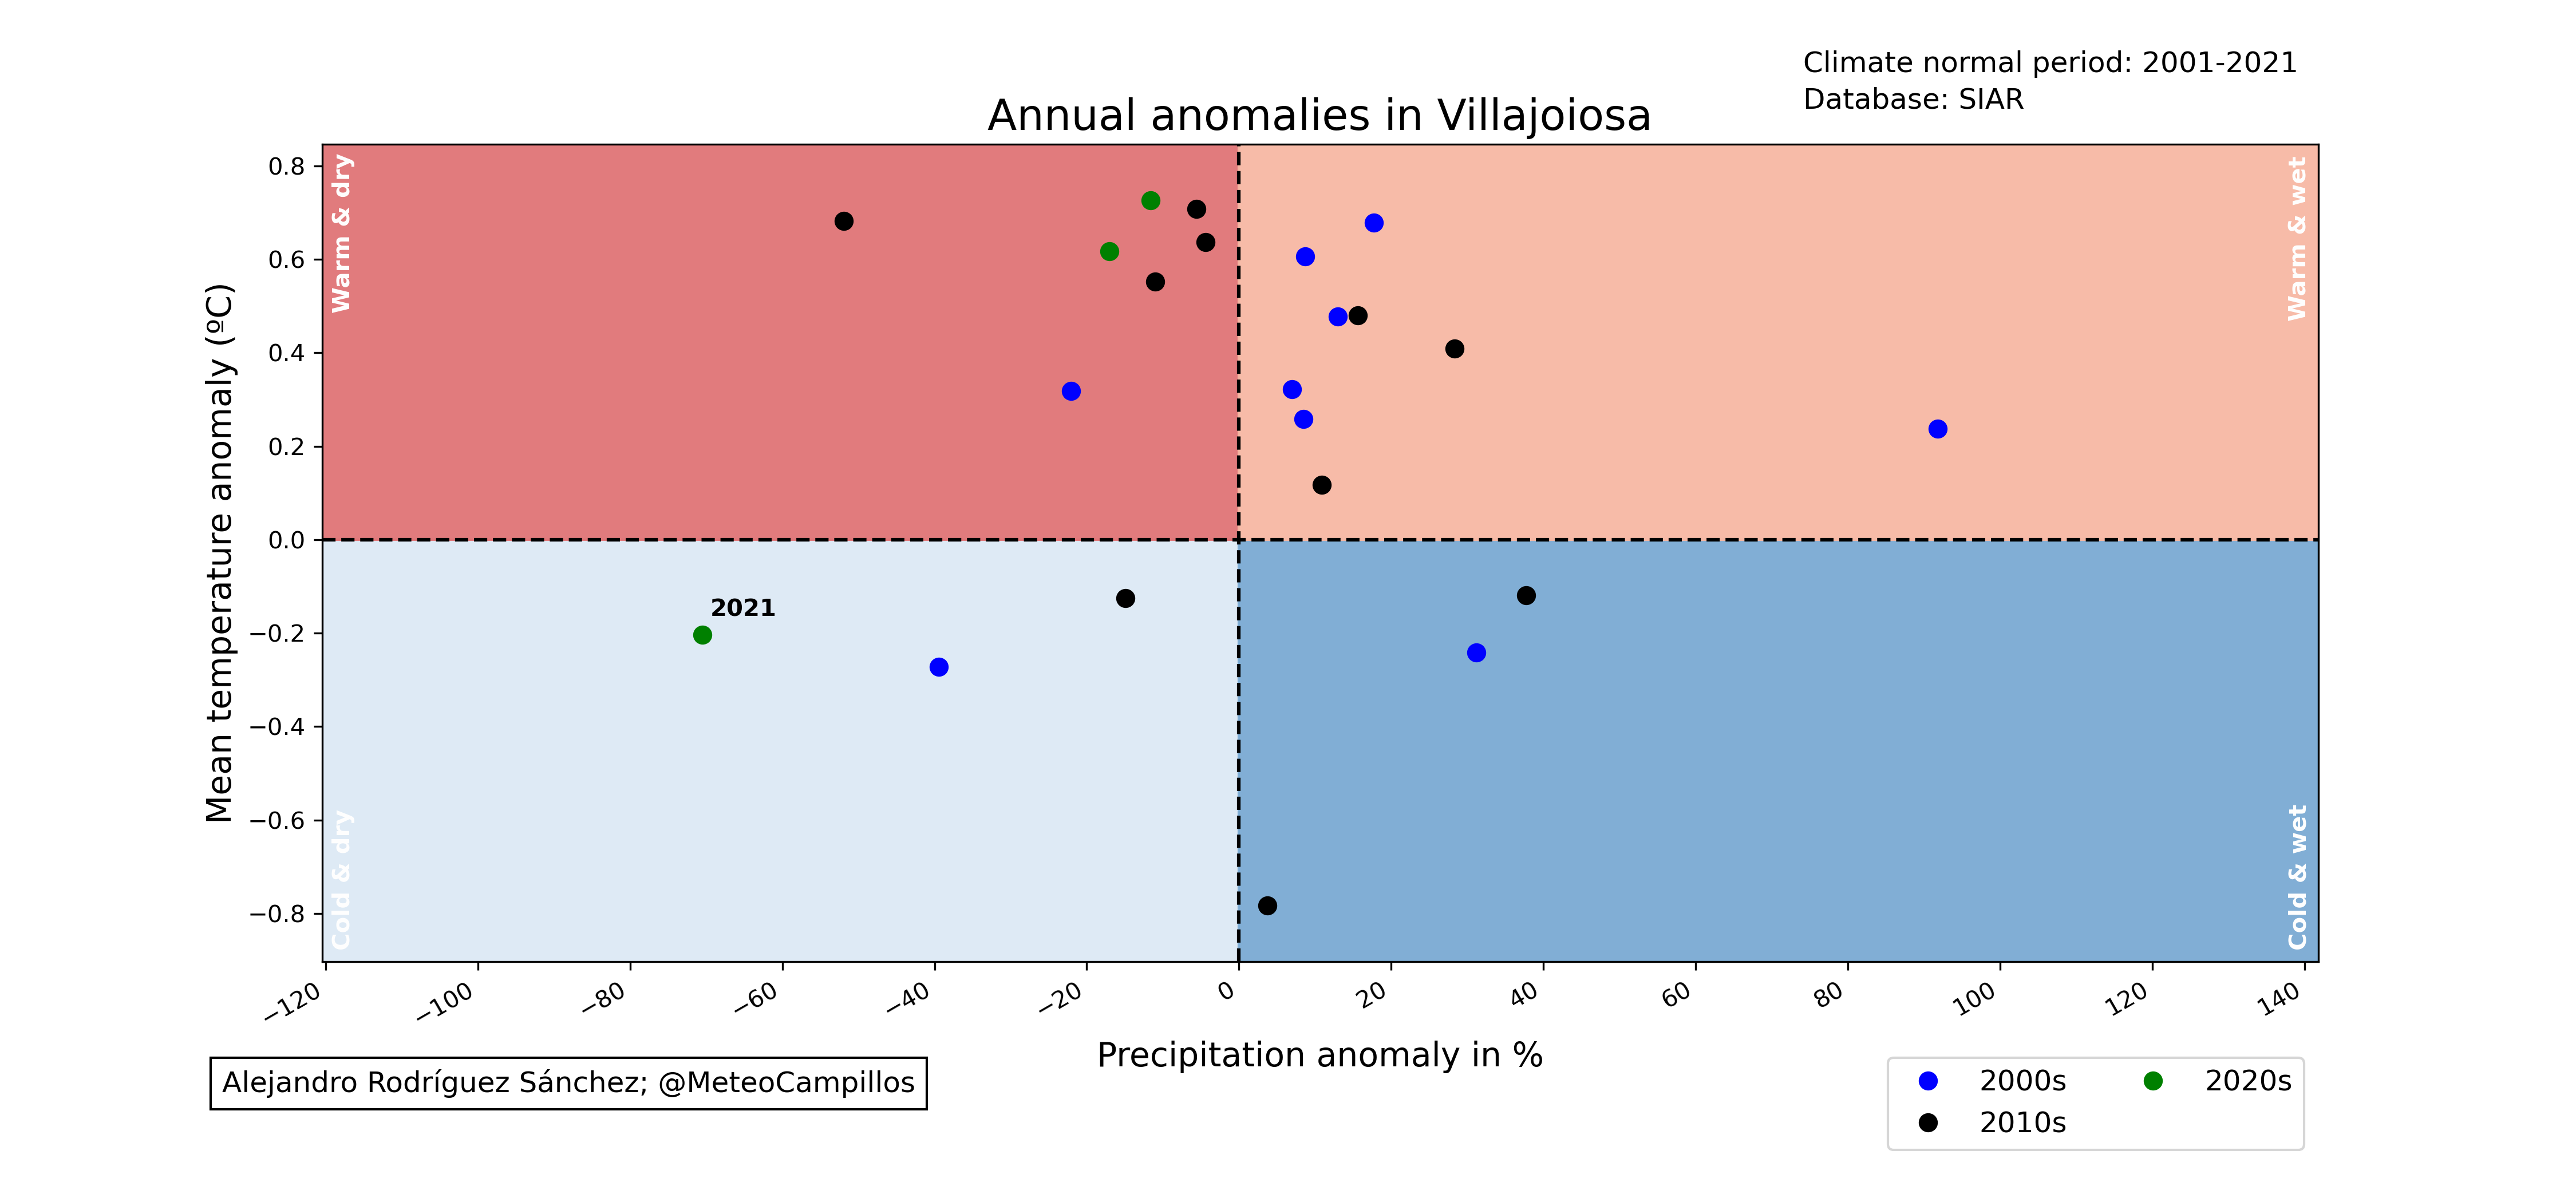 Climate normal period: 2001-2021
Database: SIAR
Annual anomalies in Villajoiosa
Warm & dry
Warm & wet
Cold & dry
Cold & wet
Mean temperature anomaly (ºC)
0.8
0.6
0.4
0.2
0.0
−0.2
−0.4
−0.6
−0.8
2021
−120
−100
−80
−60
−40
−20
0
20
40
60
80
100
120
140
Precipitation anomaly in %
Alejandro Rodríguez Sánchez; @MeteoCampillos
2000s
2010s
2020s